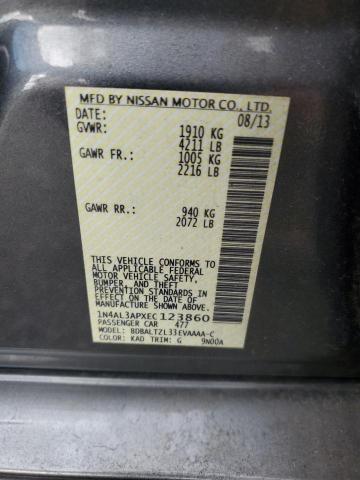 MFD BY NISSAN MOTOR CO., LTD.
DATE: 08/13
GVWR: 1910 KG
4211 LB
GAWR FR: 1005 KG
2216 LB
GAWR RR: 940 KG
2072 LB
THIS VEHICLE CONFORMS TO
ALL APPLICABLE FEDERAL
MOTOR VEHICLE SAFETY,
BUMPER, AND THEFT
PREVENTION STANDARDS IN
EFFECT ON THE DATE OF
MANUFACTURE SHOWN ABOVE.
1N4AL3APXEC123860
PASSENGER CAR 477
MODEL: BDBALTZL33EVAAAA-C
COLOR: KAD TRIM: G 9N00A